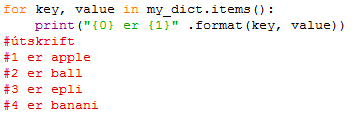 for key, value in my_dict.items():
    print("{0} er {1}" .format(key, value))
#útskrift
#1 er apple
#2 er ball
#3 er epli
#4 er banani